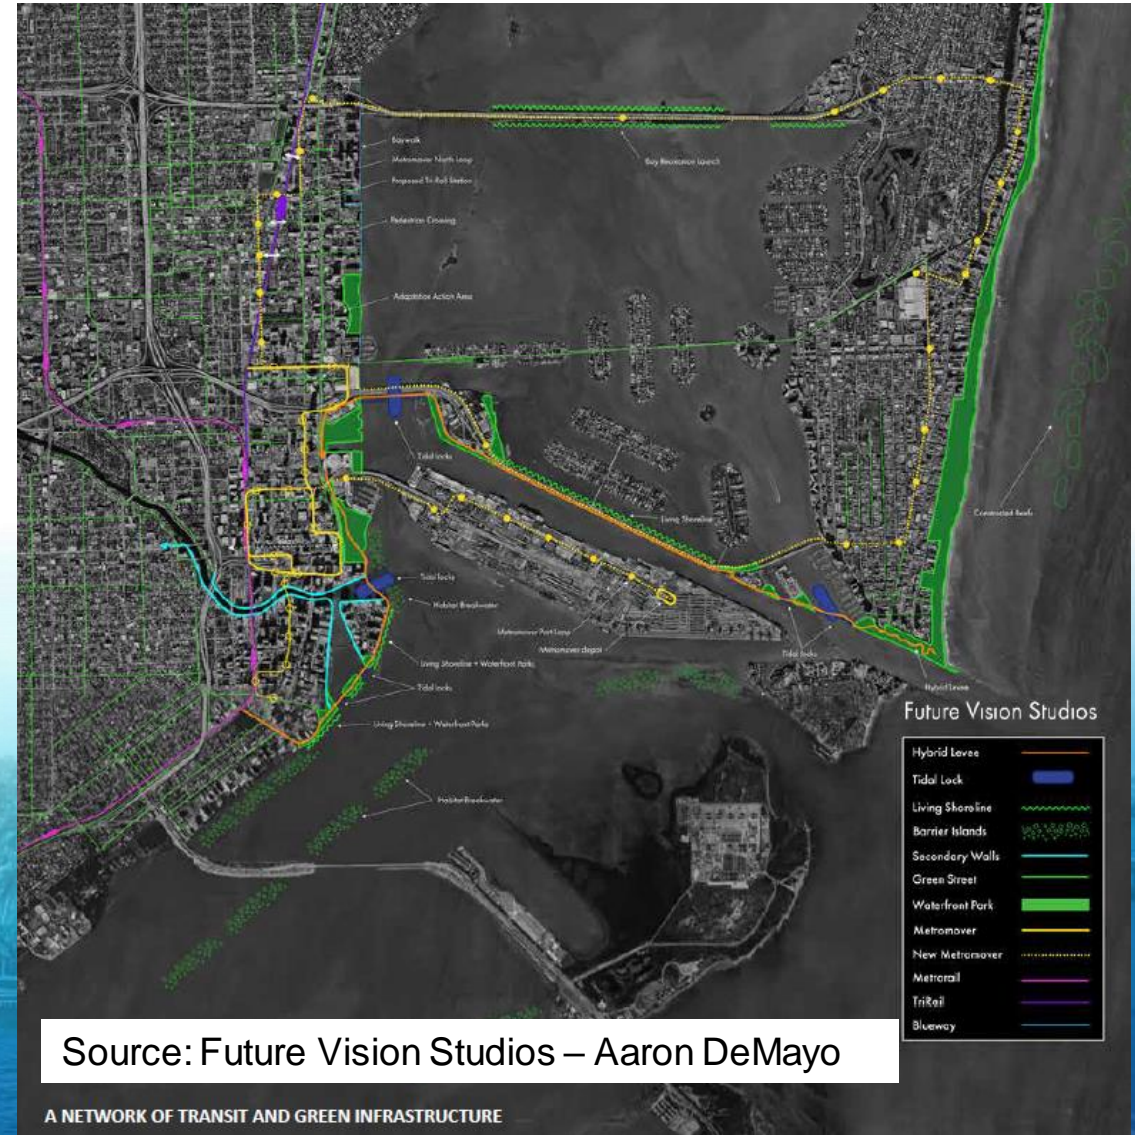 Baywalk
Metromover North Loop
Proposed Tri-Rail Station
Bay Recreation Launch
Pedestrian Crossing
Adaptation Action Area
Tidal locks
Living Shoreline
Constructed Reefs
Tidal locks
Habitat Breakwater
Metromover Port Loop
Metromover depot
Tidal locks
Living Shoreline + Waterfront Parks
Tidal locks
Hybrid Levee
Living Shoreline + Waterfront Parks
Habitat Breakwater
Future Vision Studios
Hybrid Levee
Tidal Lock
Living Shoreline
Barrier Islands
Secondary Walls
Green Street
Waterfront Park
Metromover
New Metromover
Metrorail
TriRail
Blueway
Source: Future Vision Studios – Aaron DeMayo
A NETWORK OF TRANSIT AND GREEN INFRASTRUCTURE